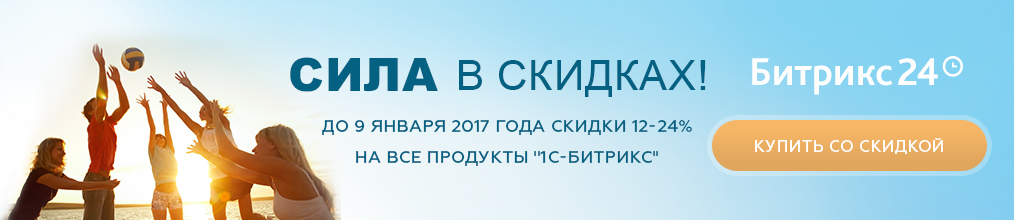 СИЛА В СКИДКАХ!
ДО 9 ЯНВАРЯ 2017 ГОДА СКИДКИ 12-24%
НА ВСЕ ПРОДУКТЫ "1С-БИТРИКС"
Битрикс24
КУПИТЬ СО СКИДКОЙ